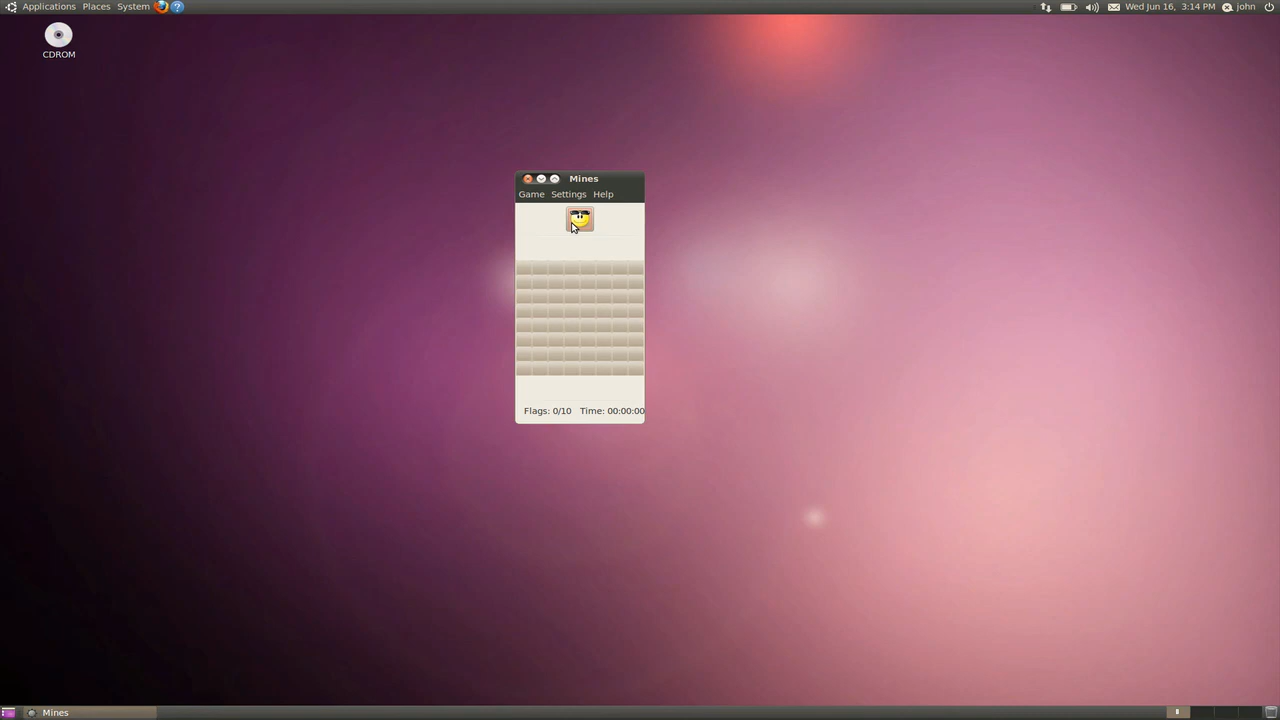 Applications Places System
Wed Jun 16, 3:14 PM john
CDROM
Mines
Game Settings Help
Flags: 0/10 Time: 00:00:00
Mines